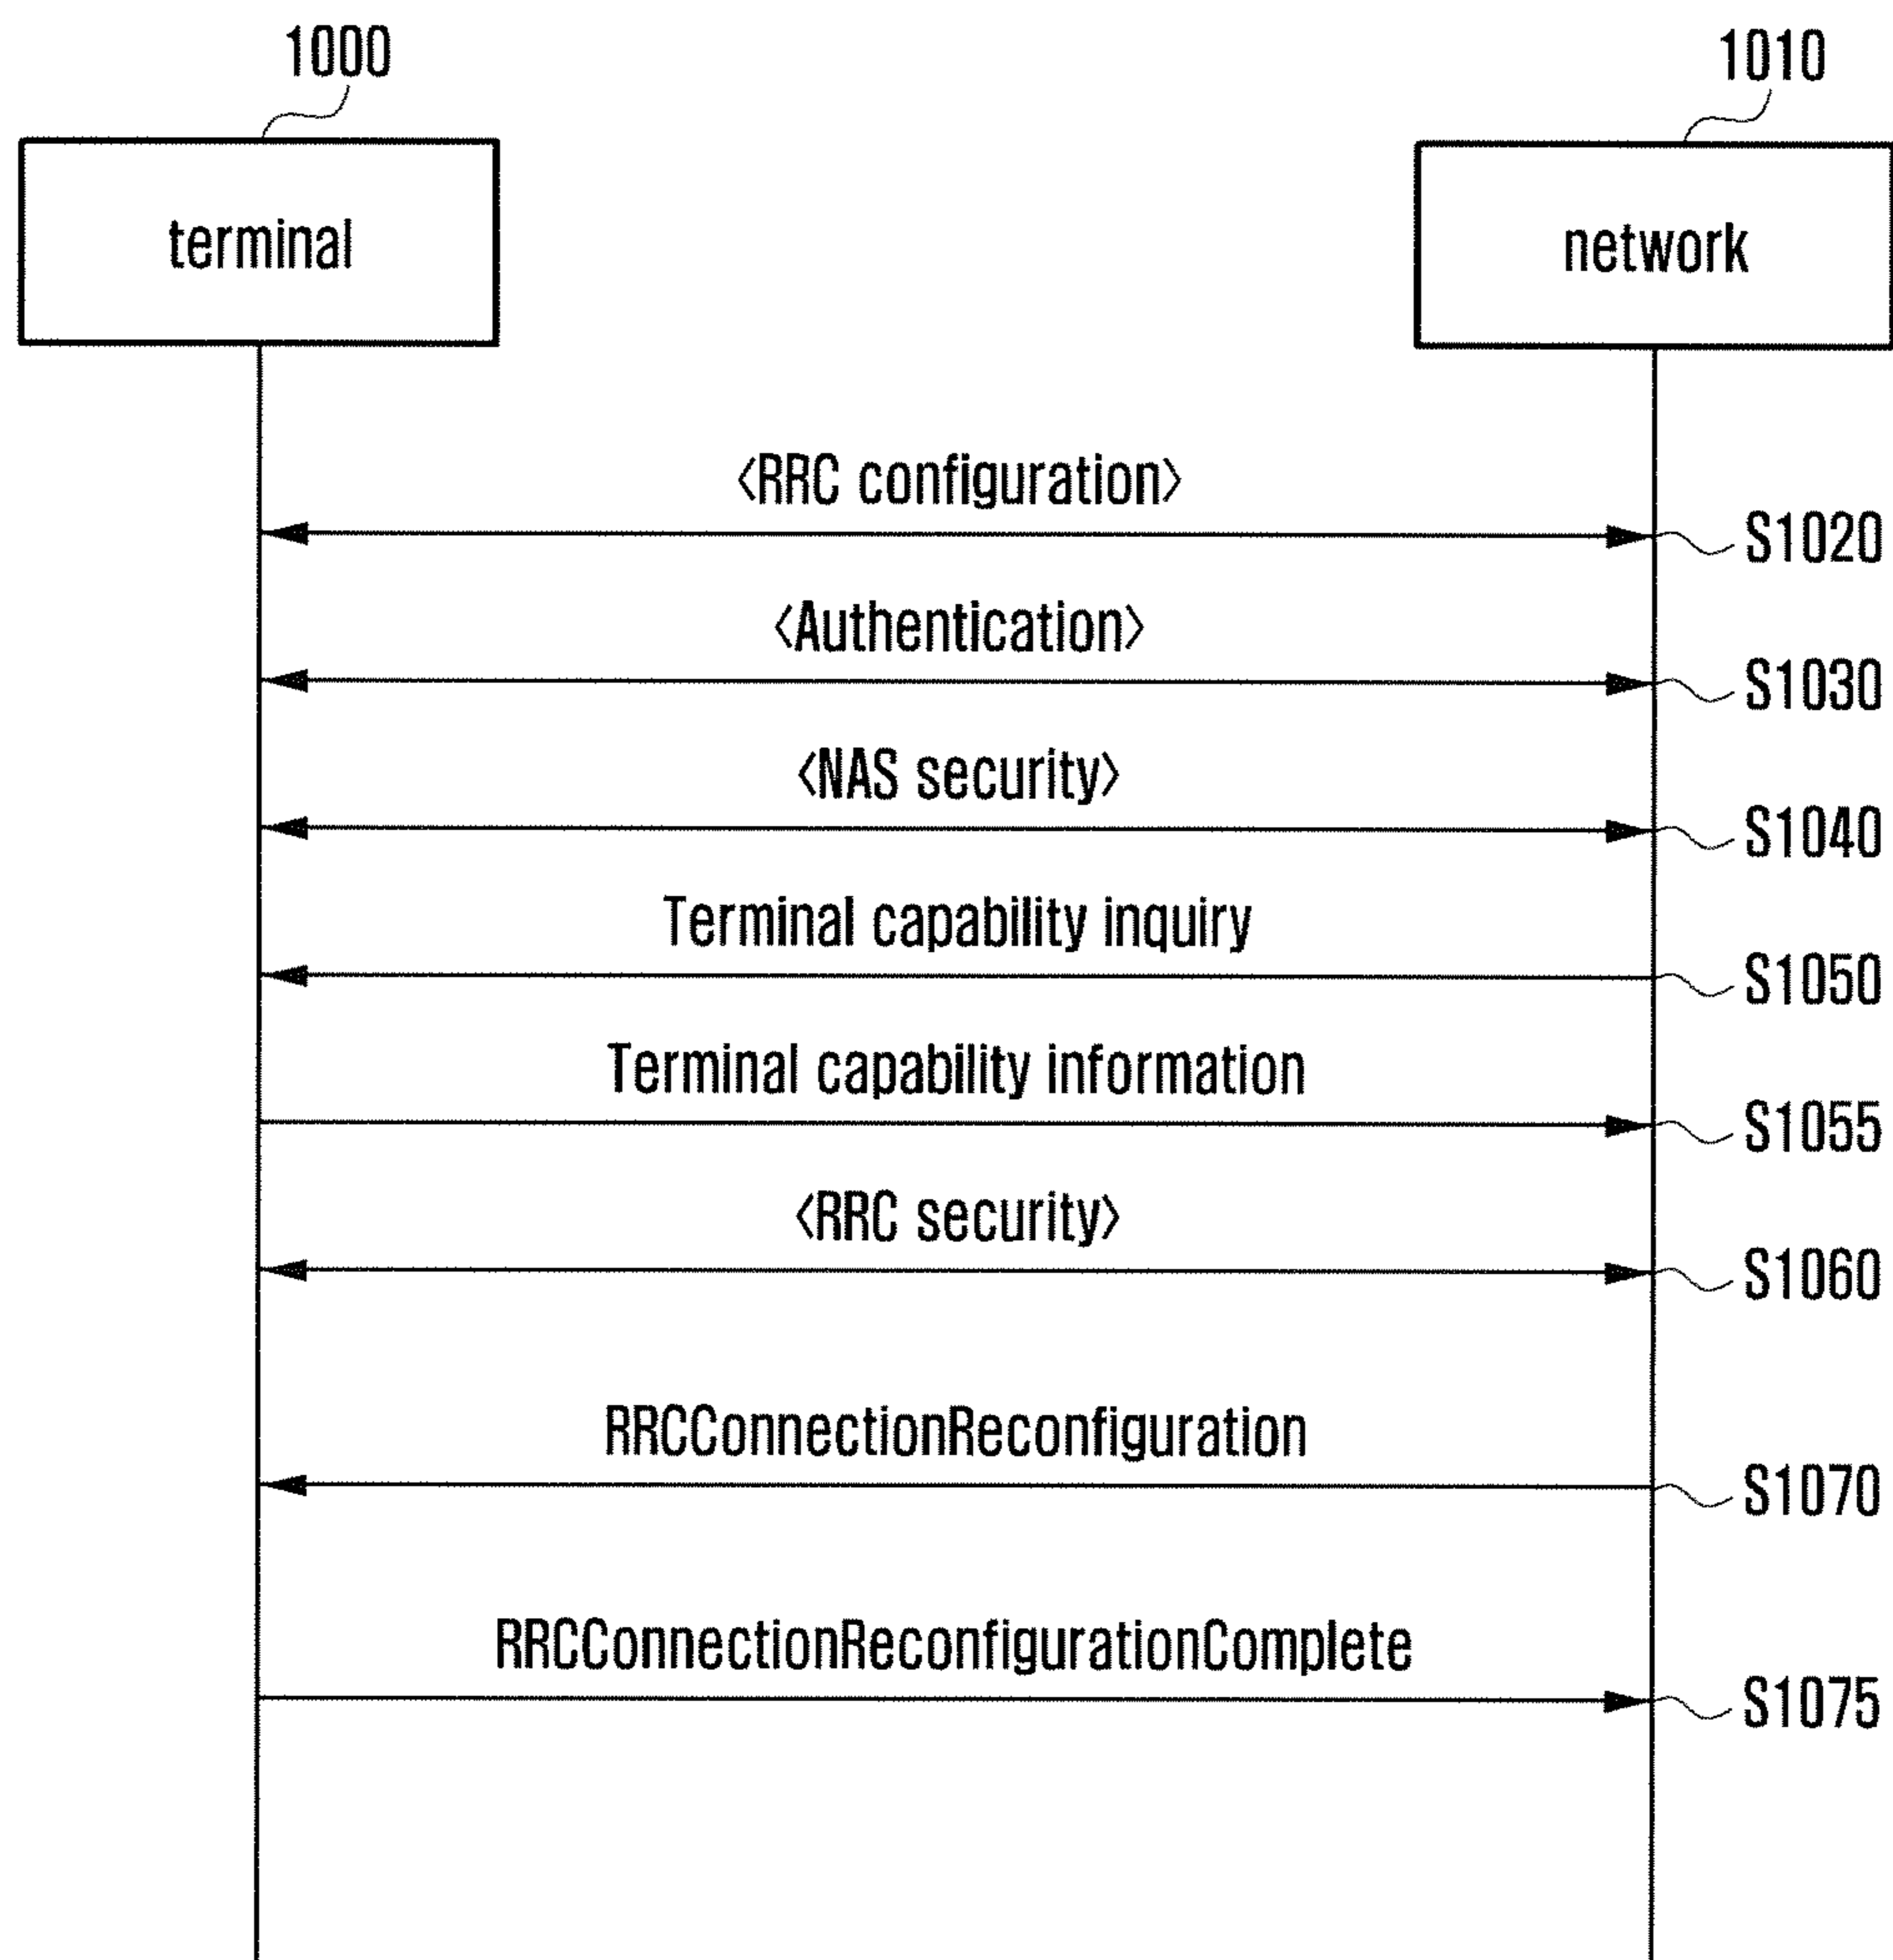 1000
1010
terminal
network
<RRC configuration>
S1020
<Authentication>
S1030
<NAS security>
S1040
Terminal capability inquiry
S1050
Terminal capability information
S1055
<RRC security>
S1060
RRCConnectionReconfiguration
S1070
RRCConnectionReconfigurationComplete
S1075